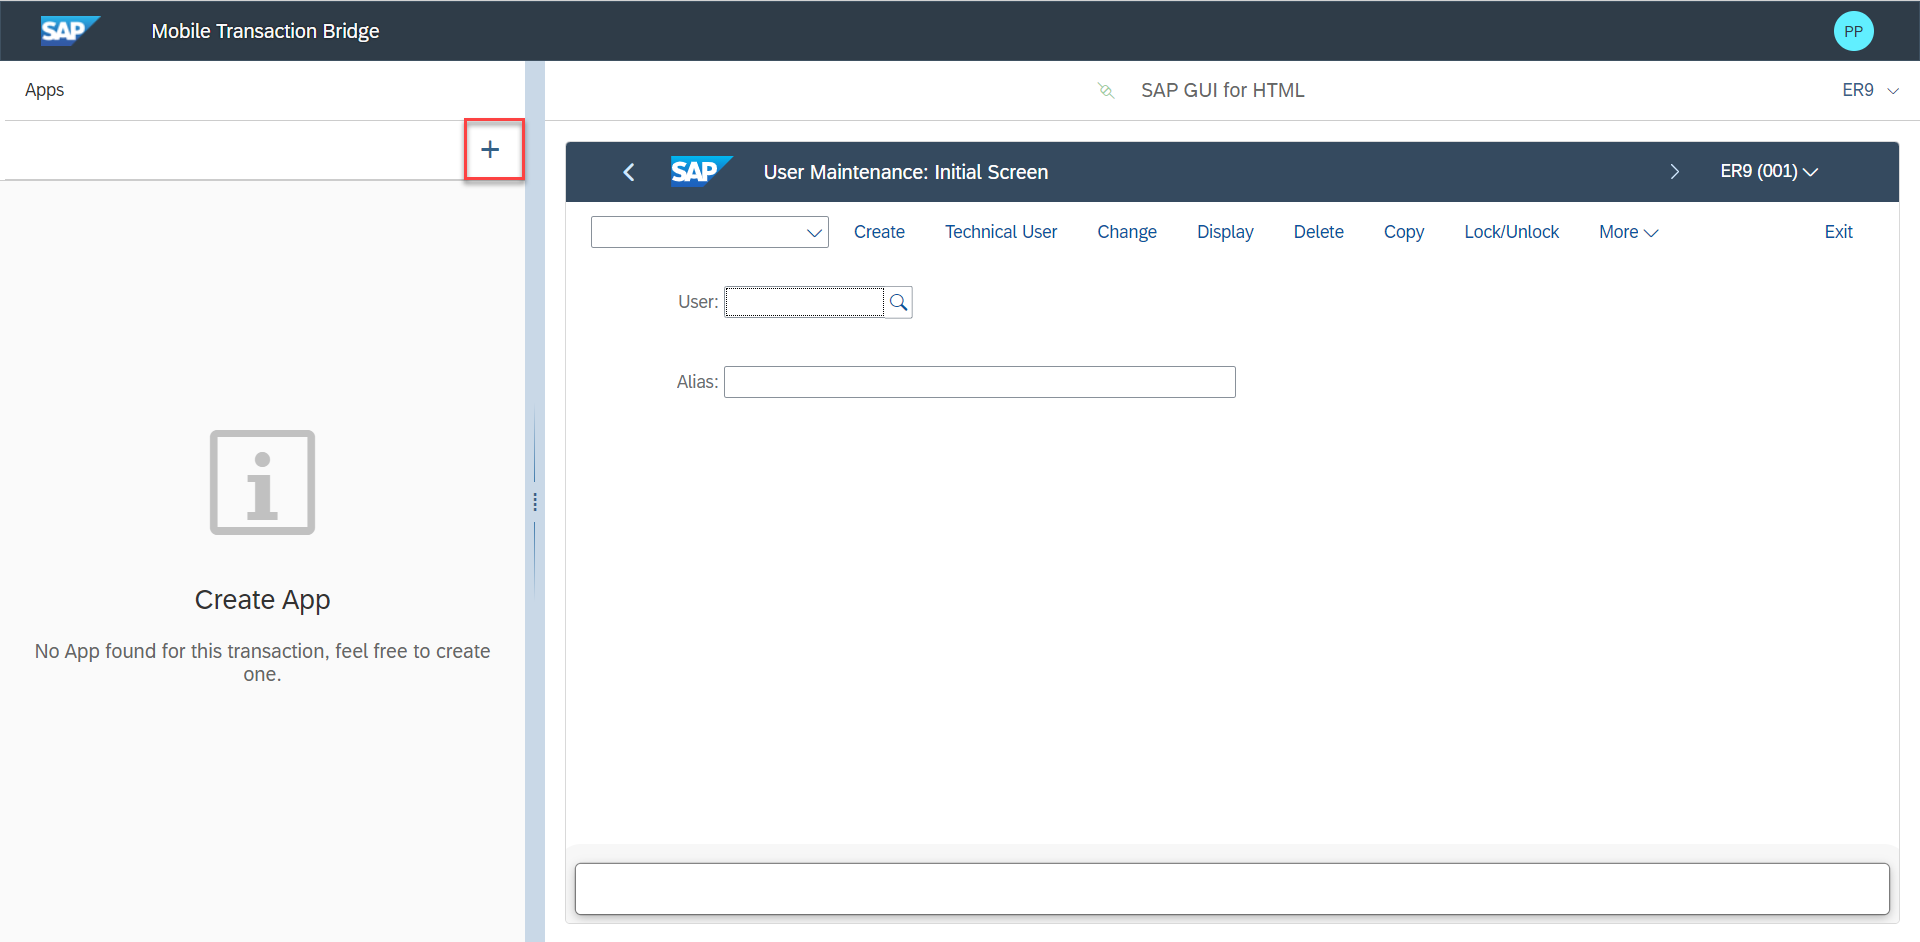 SAP Mobile Transaction Bridge PP
Apps
SAP GUI for HTML ER9
SAP User Maintenance: Initial Screen ER9 (001)
Create Technical User Change Display Delete Copy Lock/Unlock More Exit
User:
Alias:
Create App
No App found for this transaction, feel free to create
one.